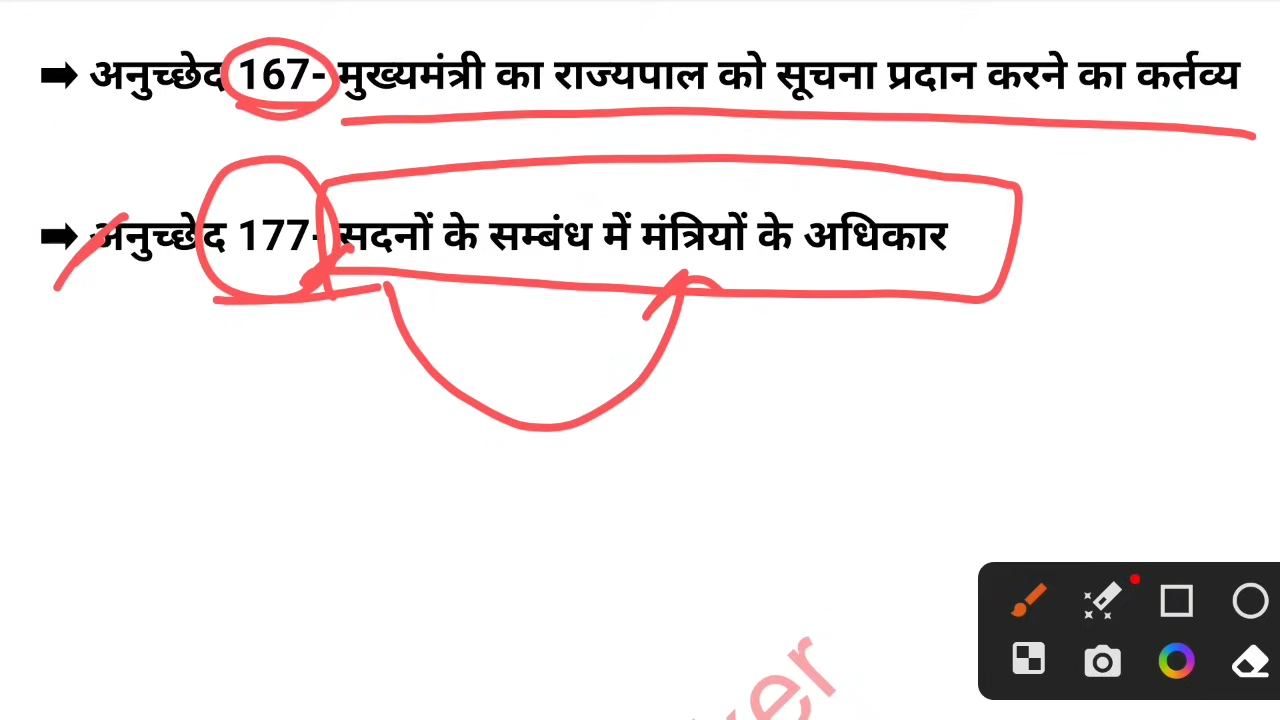 ➡ अनुच्छेद 167- मुख्यमंत्री का राज्यपाल को सूचना प्रदान करने का कर्तव्य
➡ अनुच्छेद 177- सदनों के सम्बंध में मंत्रियों के अधिकार